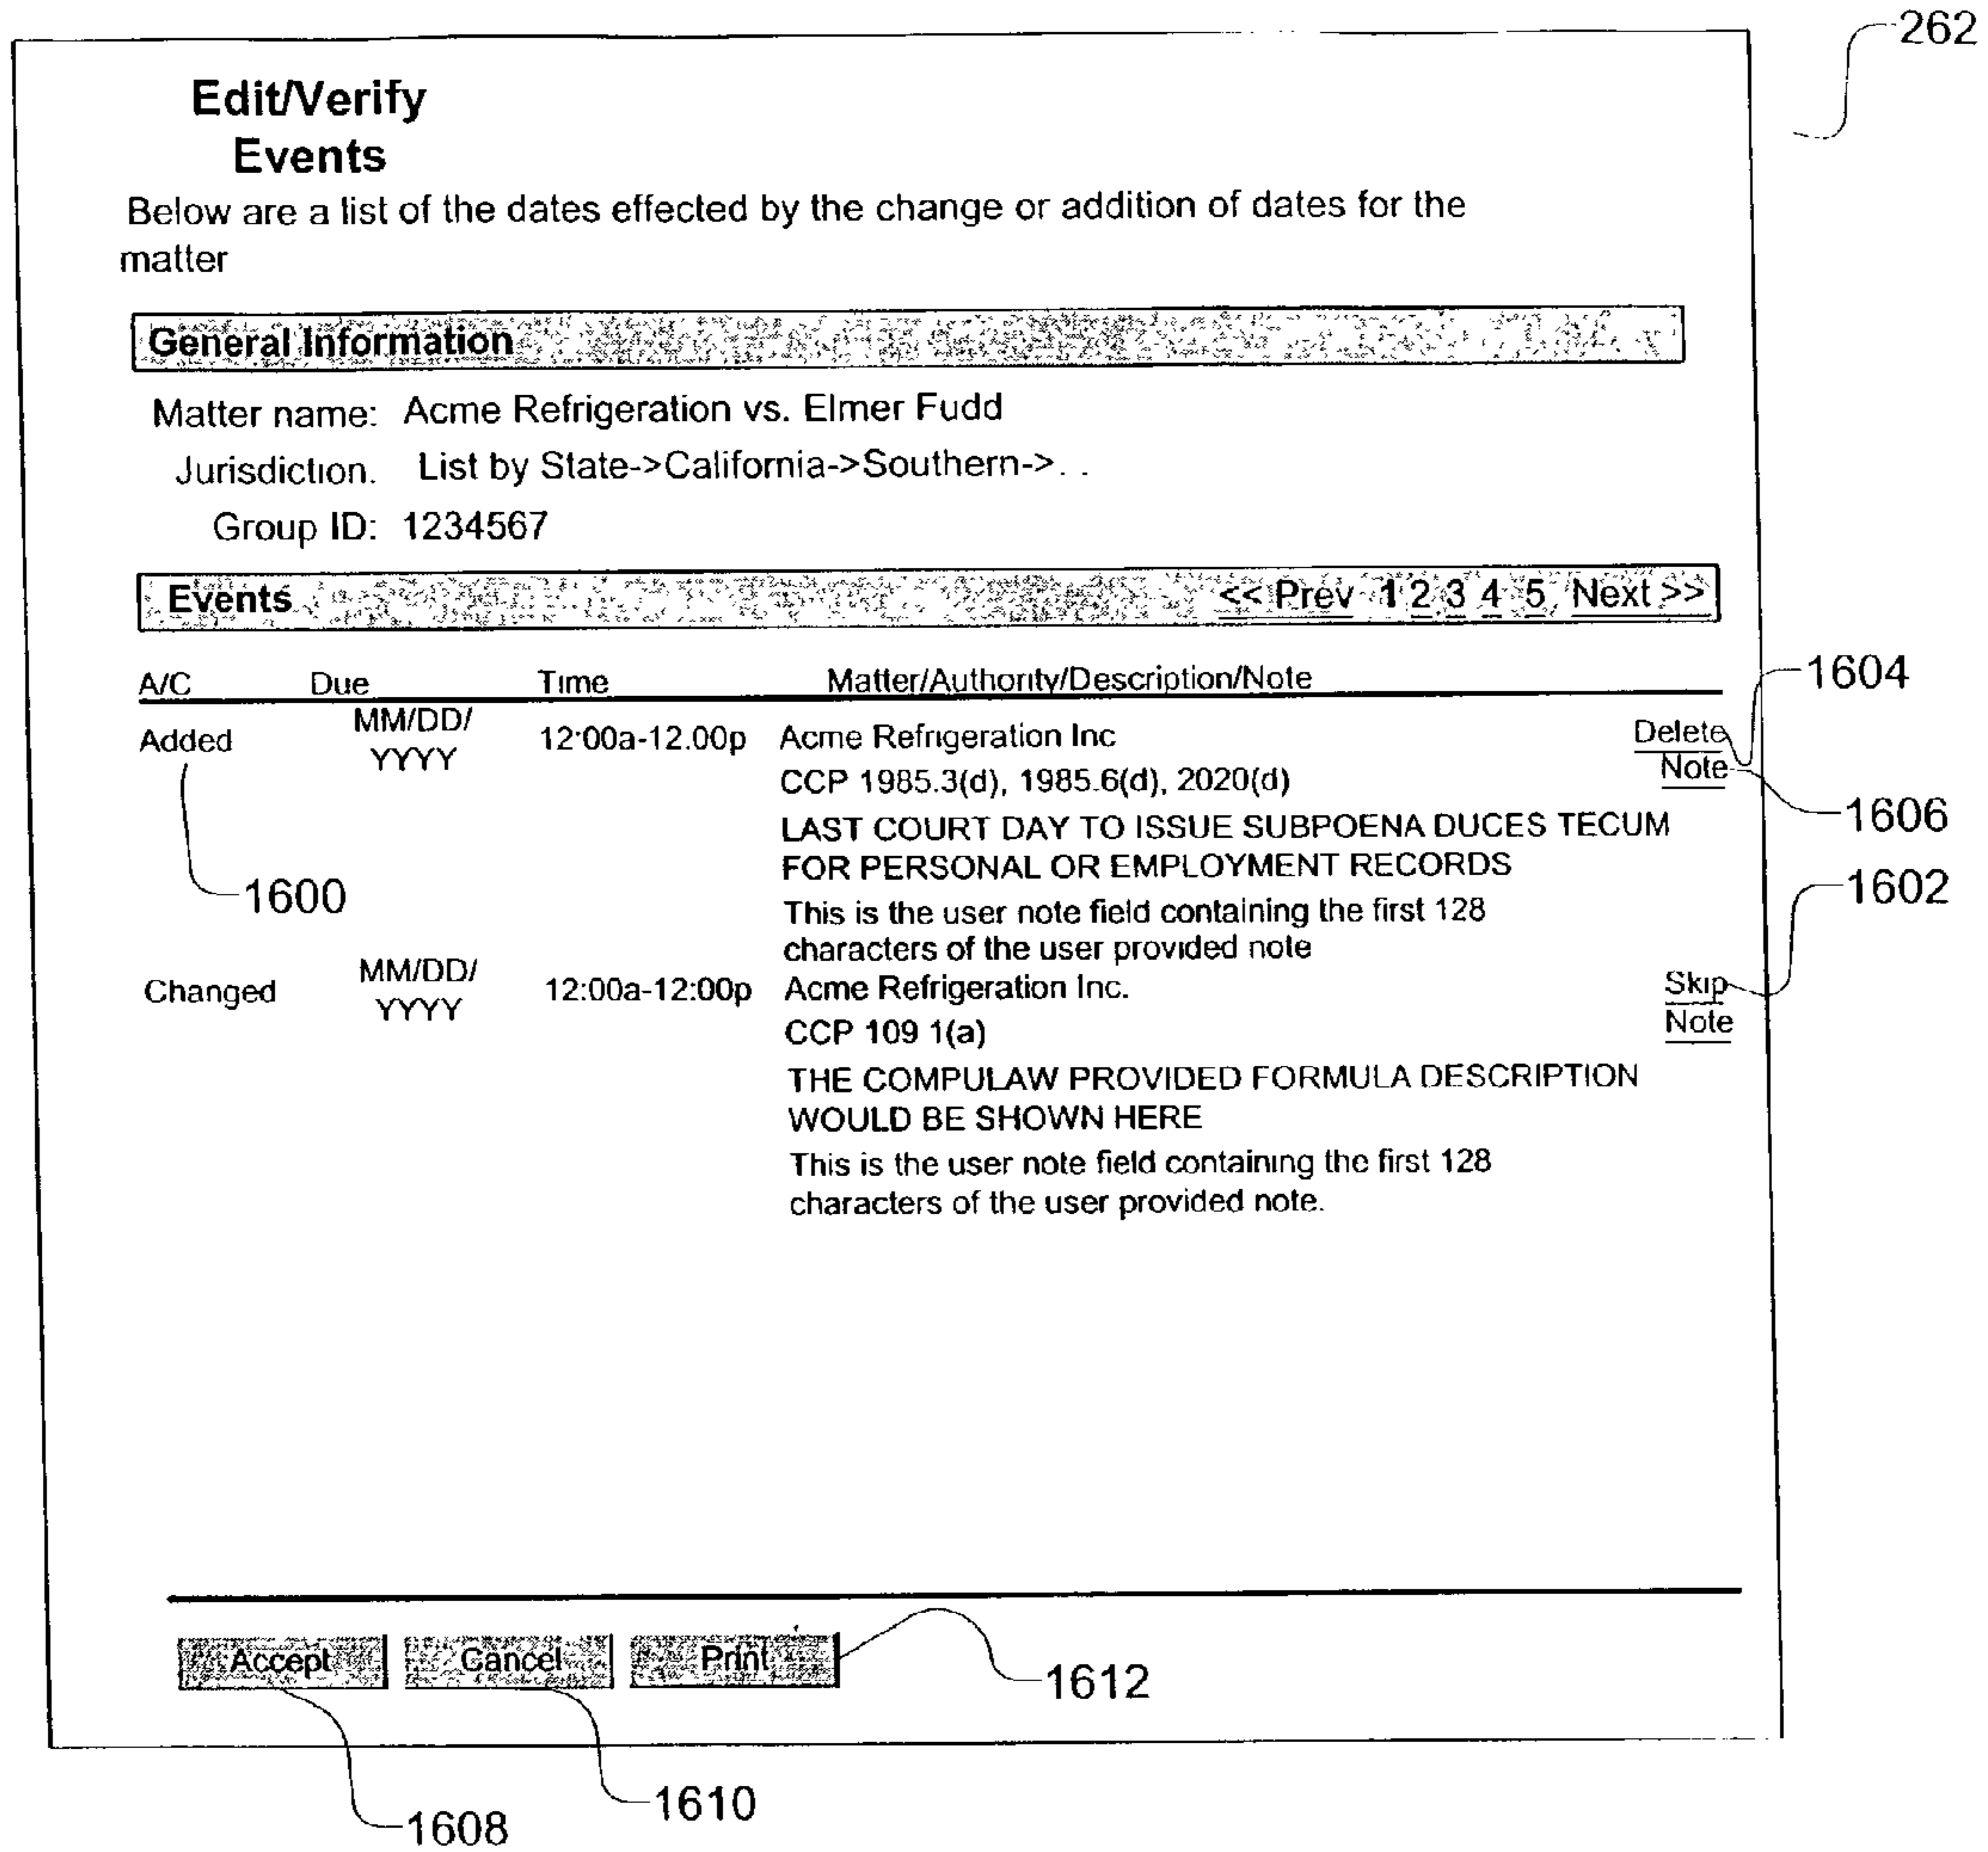 262
Edit/Verify
Events
Below are a list of the dates effected by the change or addition of dates for the
matter
General Information
Matter name: Acme Refrigeration vs. Elmer Fudd
Jurisdiction. List by State->California->Southern->. .
Group ID: 1234567
Events << Prev 1 2 3 4 5 Next >>
A/C Due Time Matter/Authority/Description/Note
1604
Added MM/DD/ YYYY 12:00a-12.00p Acme Refrigeration Inc Delete
CCP 1985.3(d), 1985.6(d), 2020(d) Note
1606
LAST COURT DAY TO ISSUE SUBPOENA DUCES TECUM
FOR PERSONAL OR EMPLOYMENT RECORDS
1602
1600
This is the user note field containing the first 128
characters of the user provided note
Changed MM/DD/ YYYY 12:00a-12:00p Acme Refrigeration Inc. Skip
CCP 109 1(a) Note
THE COMPULAW PROVIDED FORMULA DESCRIPTION
WOULD BE SHOWN HERE
This is the user note field containing the first 128
characters of the user provided note.
Accept Cancel Print
1612
1610
1608